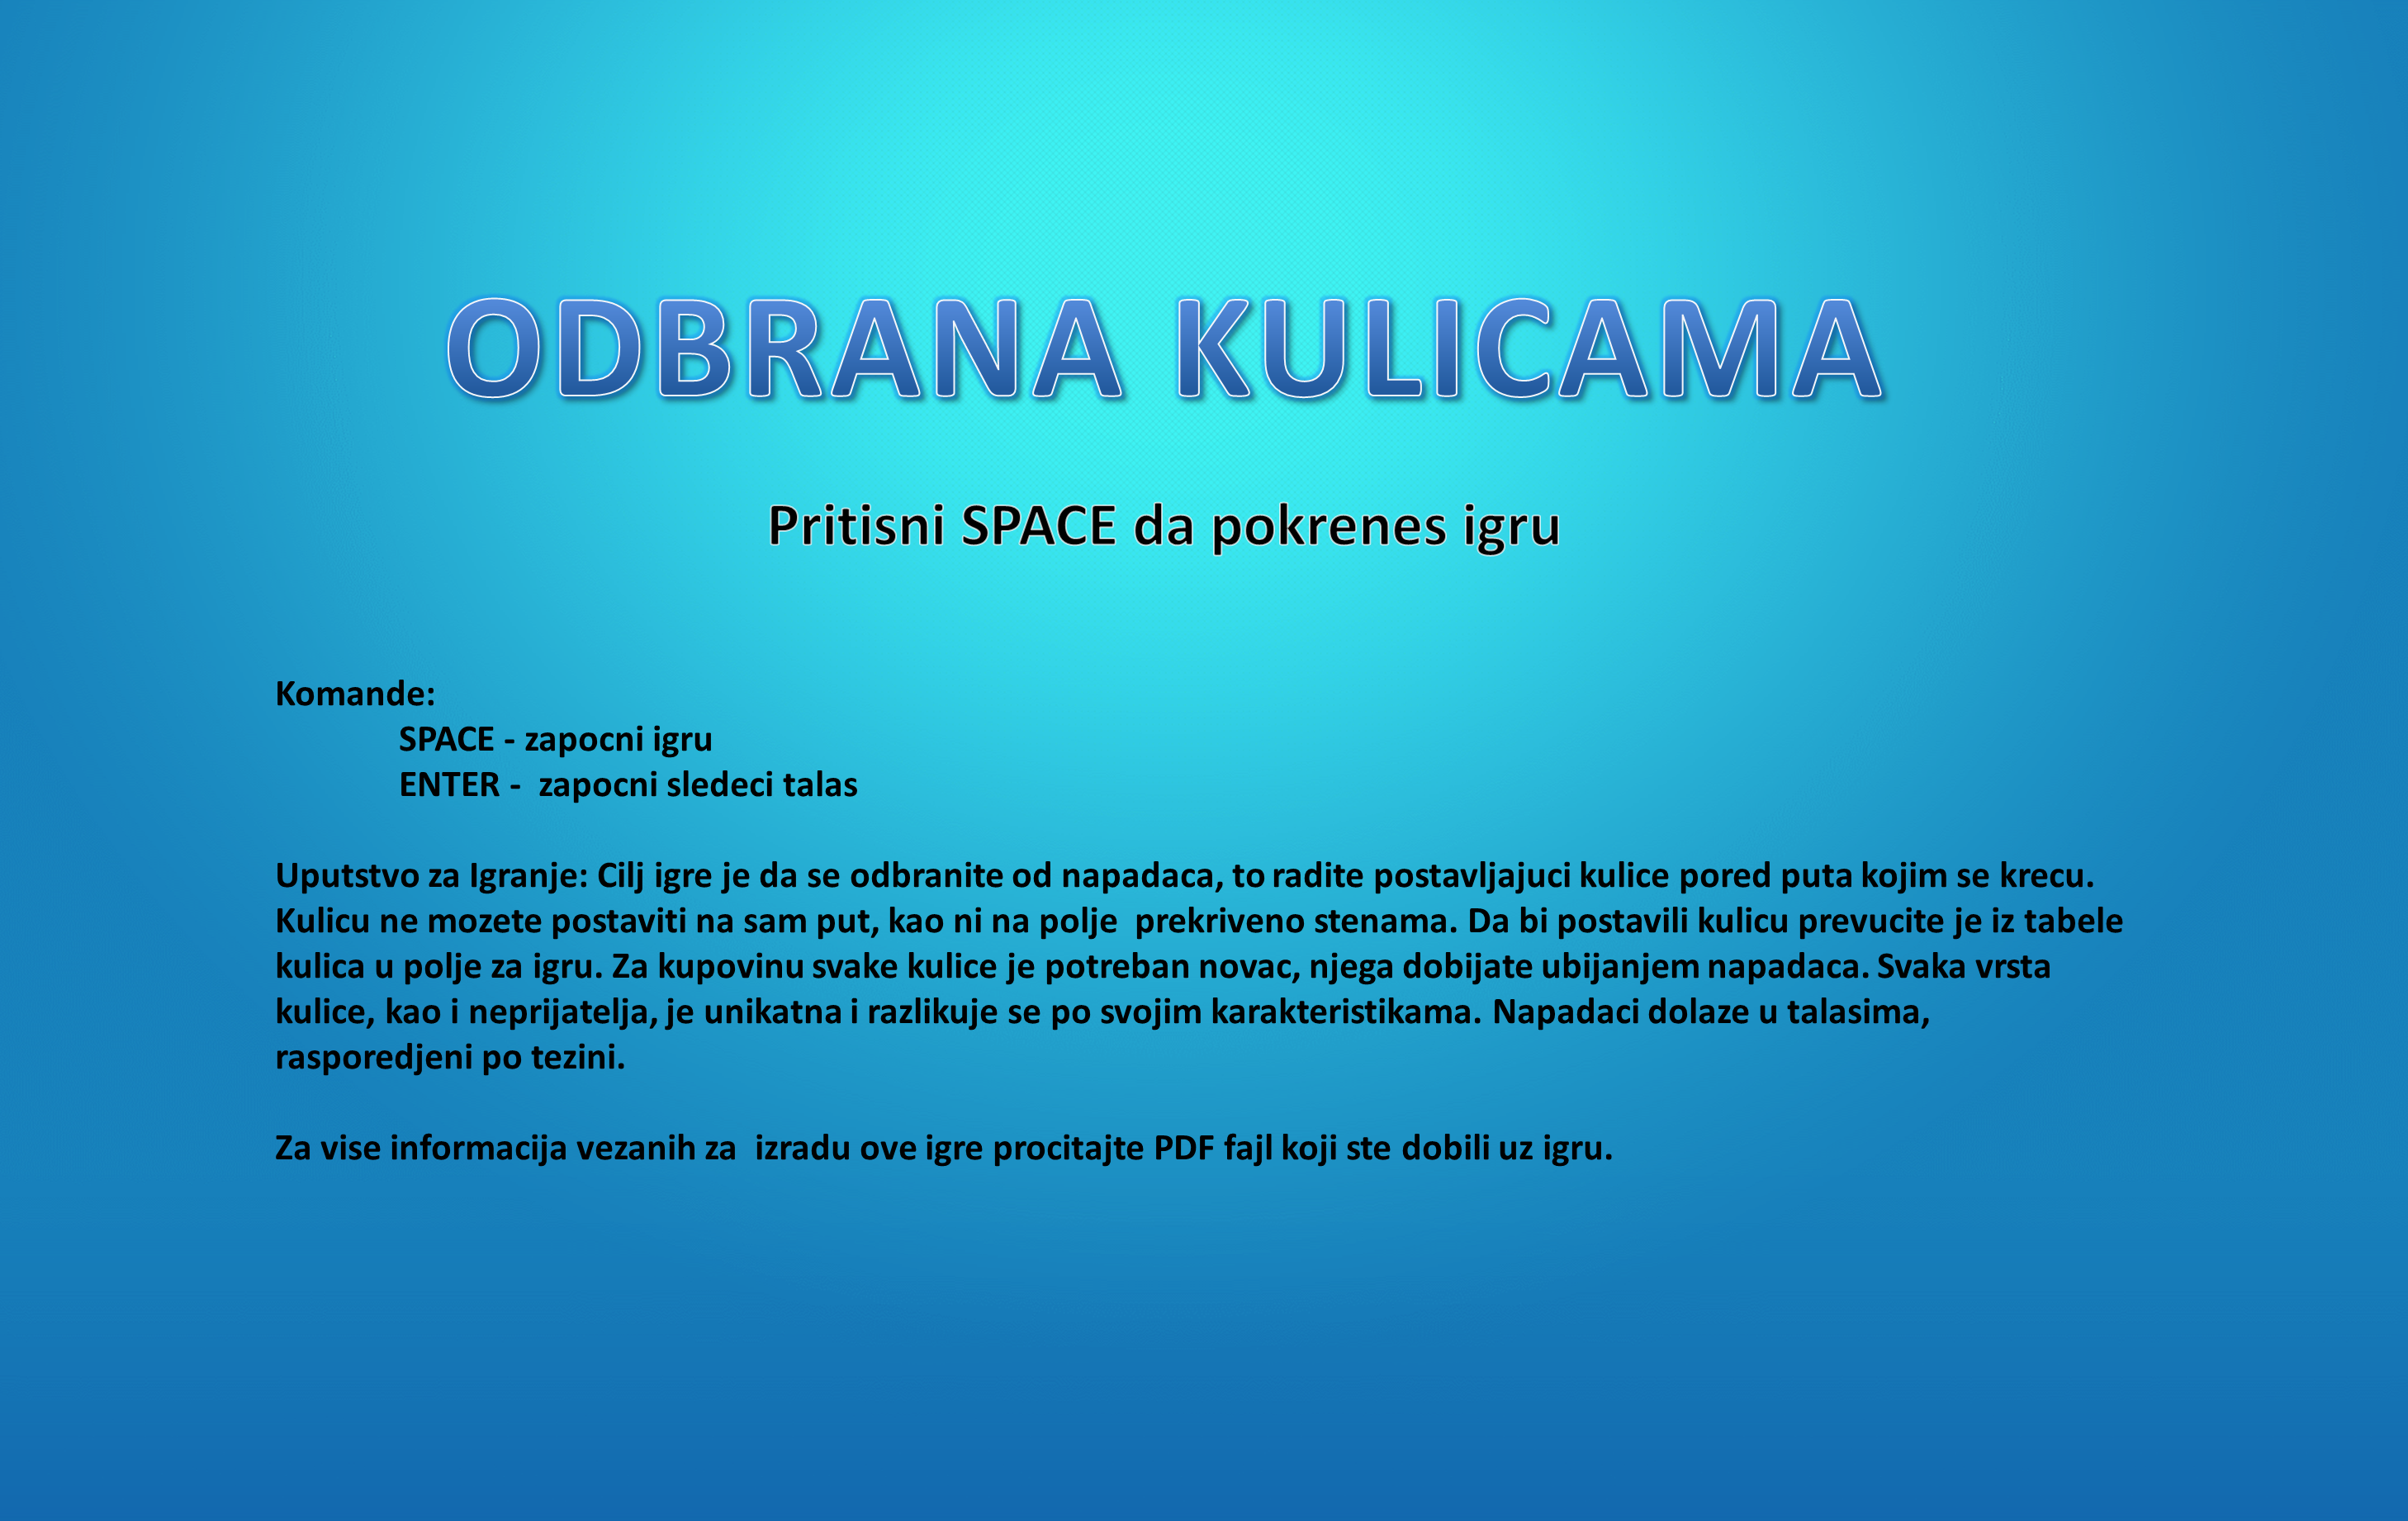 ODBRANA KULICAMA
Pritisni SPACE da pokrenes igru
Komande:
SPACE - zapocni igru
ENTER -  zapocni sledeci talas
Uputstvo za Igranje: Cilj igre je da se odbranite od napadaca, to radite postavljajuci kulice pored puta kojim se krecu.
Kulicu ne mozete postaviti na sam put, kao ni na polje  prekriveno stenama. Da bi postavili kulicu prevucite je iz tabele
kulica u polje za igru. Za kupovinu svake kulice je potreban novac, njega dobijate ubijanjem napadaca. Svaka vrsta
kulice, kao i neprijatelja, je unikatna i razlikuje se po svojim karakteristikama. Napadaci dolaze u talasima,
rasporedjeni po tezini.
Za vise informacija vezanih za  izradu ove igre procitajte PDF fajl koji ste dobili uz igru.